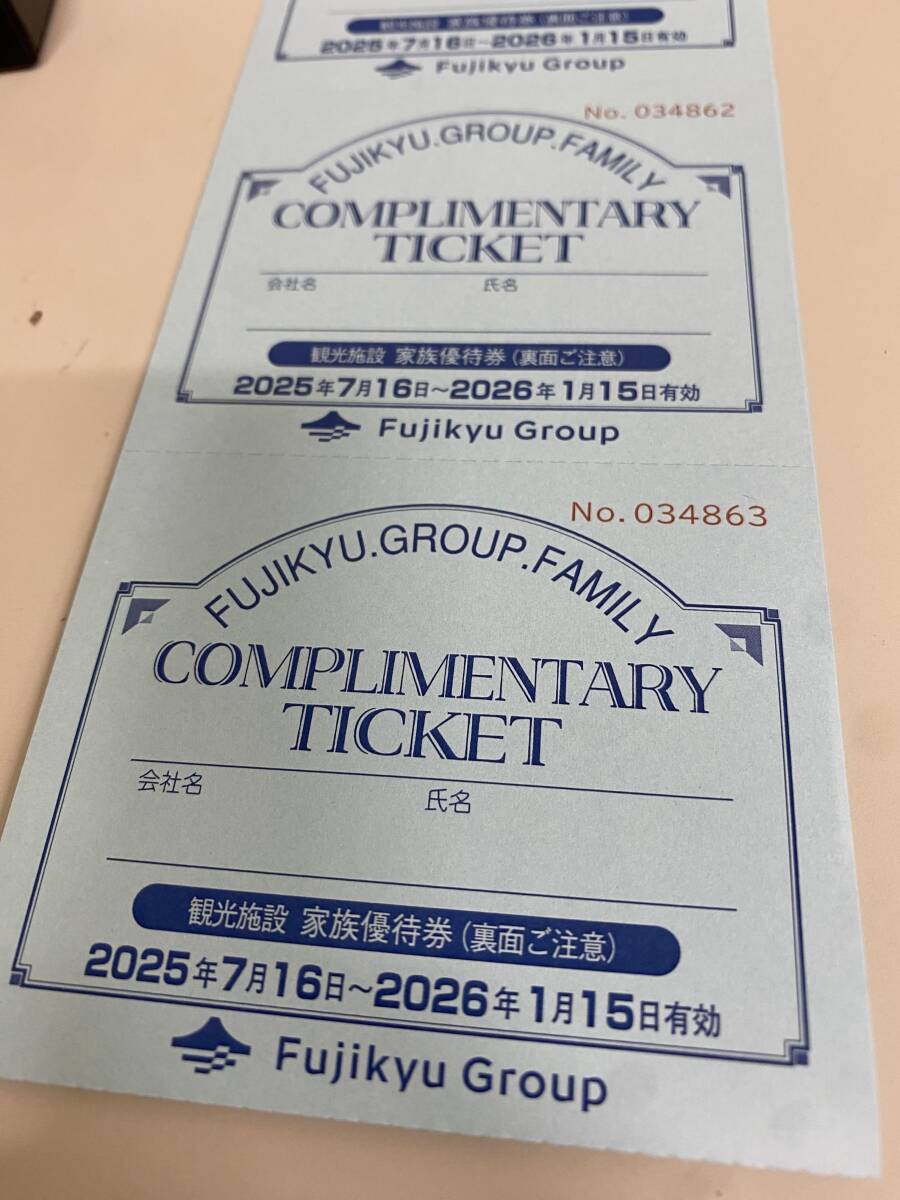 観光施設 家族優待券 (裏面ご注意)
2025年7月16日～2026年1月15日有効
Fujikyu Group
No. 034862
FUJIKYU.GROUP.FAMILY
COMPLIMENTARY
TICKET
会社名 氏名
観光施設 家族優待券 (裏面ご注意)
2025年7月16日～2026年1月15日有効
Fujikyu Group
No. 034863
FUJIKYU.GROUP.FAMILY
COMPLIMENTARY
TICKET
会社名 氏名
観光施設 家族優待券 (裏面ご注意)
2025年7月16日～2026年1月15日有効
Fujikyu Group